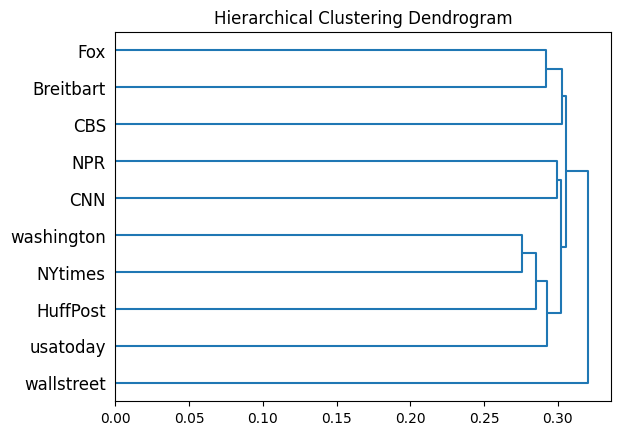 Hierarchical Clustering Dendrogram
Fox
Breitbart
CBS
NPR
CNN
washington
NYtimes
HuffPost
usatoday
wallstreet
0.00 0.05 0.10 0.15 0.20 0.25 0.30